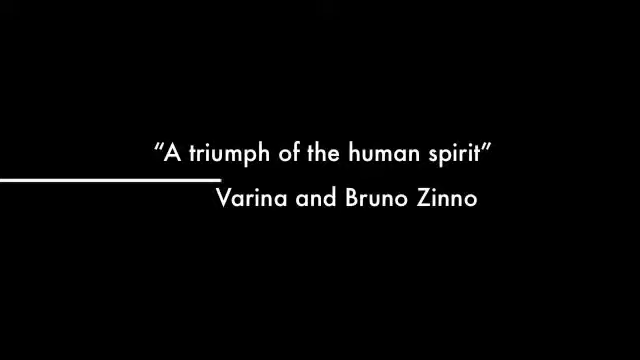 “A triumph of the human spirit”
Varina and Bruno Zinno